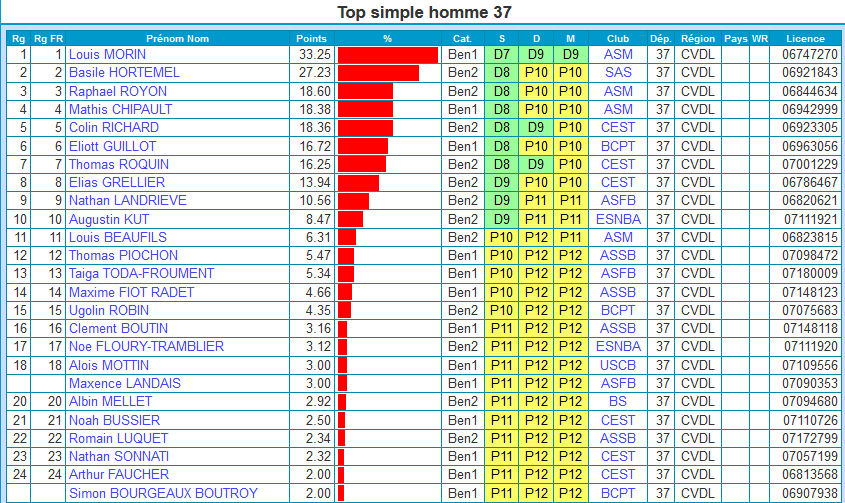 Top simple homme 37
Rg Rg FR Prénom Nom Points % Cat. S D M Club Dép. Région Pays WR Licence
1 1 Louis MORIN 33.25 Ben1 D7 D9 D9 ASM 37 CVDL 06747270
2 2 Basile HORTEMEL 27.23 Ben2 D8 P10 P10 SAS 37 CVDL 06921843
3 3 Raphael ROYON 18.60 Ben2 D8 P10 P10 ASM 37 CVDL 06844634
4 4 Mathis CHIPAULT 18.38 Ben1 D8 P10 P10 ASM 37 CVDL 06942999
5 5 Colin RICHARD 18.36 Ben2 D8 D9 P10 CEST 37 CVDL 06923305
6 6 Eliott GUILLOT 16.72 Ben1 D8 P10 P10 BCPT 37 CVDL 06963056
7 7 Thomas ROQUIN 16.25 Ben2 D8 D9 P10 CEST 37 CVDL 07001229
8 8 Elias GRELLIER 13.94 Ben2 D9 P10 P10 CEST 37 CVDL 06786467
9 9 Nathan LANDRIEVE 10.56 Ben2 D9 P11 P11 ASFB 37 CVDL 06820621
10 10 Augustin KUT 8.47 Ben2 D9 P11 P11 ESNBA 37 CVDL 07111921
11 11 Louis BEAUFILS 6.31 Ben2 P10 P12 P11 ASM 37 CVDL 06823815
12 12 Thomas PIOCHON 5.47 Ben1 P10 P12 P12 ASSB 37 CVDL 07098472
13 13 Taiga TODA-FROUMENT 5.34 Ben1 P10 P12 P12 ASFB 37 CVDL 07180009
14 14 Maxime FIOT RADET 4.66 Ben2 P10 P12 P12 ASSB 37 CVDL 07148123
15 15 Ugolin ROBIN 4.35 Ben2 P10 P12 P12 BCPT 37 CVDL 07075683
16 16 Clement BOUTIN 3.16 Ben1 P11 P12 P12 ASSB 37 CVDL 07148118
17 17 Noe FLOURY-TRAMBLIER 3.12 Ben2 P11 P12 P12 ESNBA 37 CVDL 07111920
18 18 Alois MOTTIN 3.00 Ben1 P11 P12 P12 USCB 37 CVDL 07109556
Maxence LANDAIS 3.00 Ben1 P11 P12 P12 ASFB 37 CVDL 07090353
20 20 Albin MELLET 2.92 Ben2 P11 P12 P12 BS 37 CVDL 07094680
21 21 Noah BUSSIER 2.50 Ben1 P11 P12 P12 CEST 37 CVDL 07110726
22 22 Romain LUQUET 2.34 Ben2 P11 P12 P12 ASSB 37 CVDL 07172799
23 23 Nathan SONNATI 2.32 Ben1 P11 P12 P12 CEST 37 CVDL 07057199
24 24 Arthur FAUCHER 2.00 Ben1 P11 P12 P12 CEST 37 CVDL 06813568
Simon BOURGEAUX BOUTROY 2.00 Ben1 P11 P12 P12 BCPT 37 CVDL 06907938